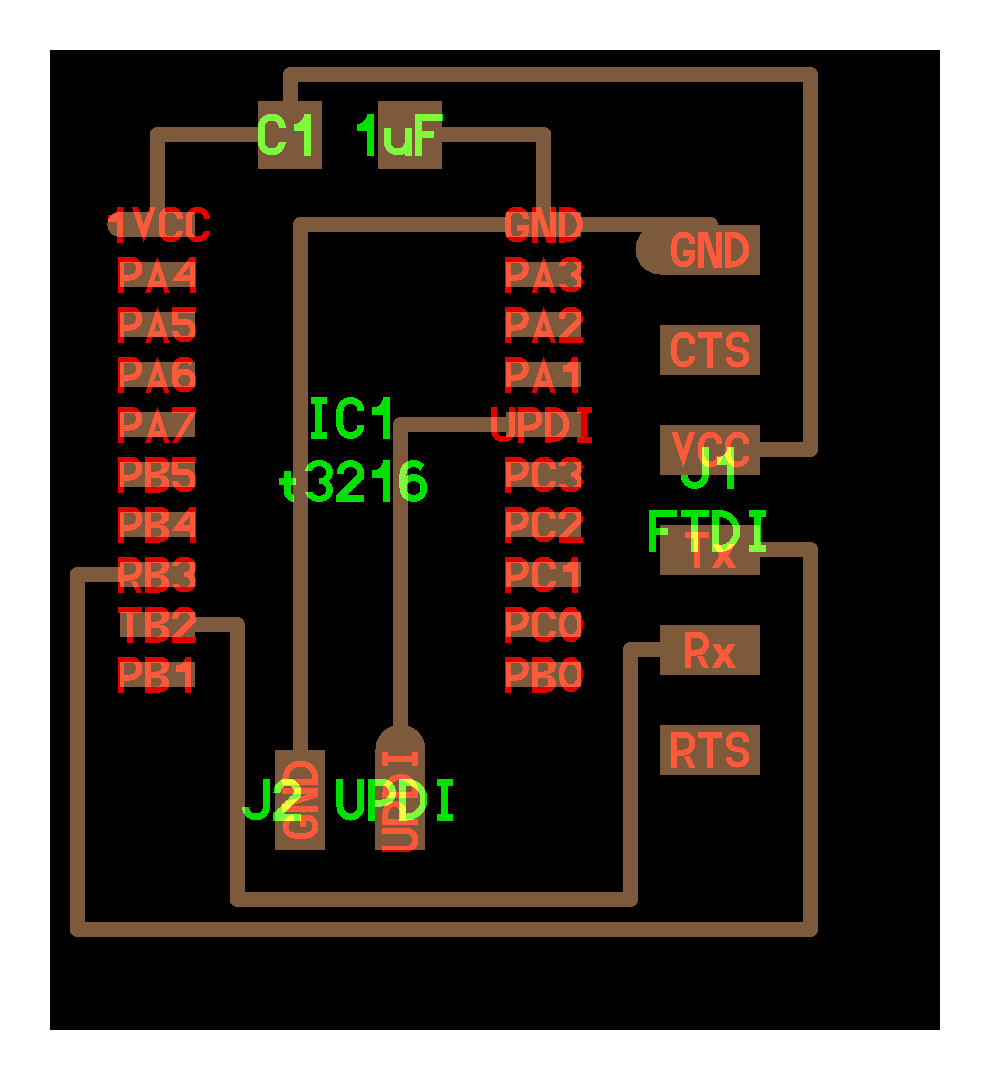 C1 1uF
1VCC GND
GND
PA4 PA3
PA5 PA2
CTS
PA6 PA1
IC1
PA7 UPDI
VCC
J1
PB5 t3216 PC3
PB4 PC2
FTDI
Tx
RB3 PC1
TB2 PC0
Rx
PB1 PB0
RTS
J2 UPDI
GND UPDI